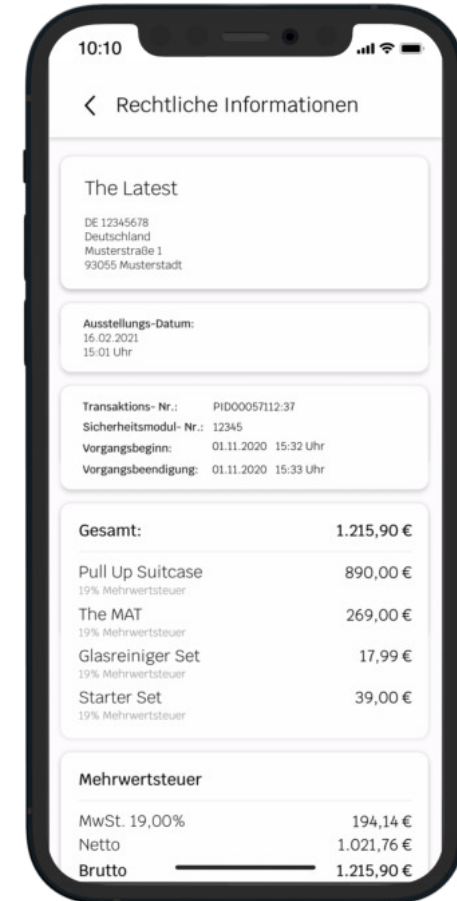 10:10
Rechtliche Informationen
The Latest
DE 12345678
Deutschland
Musterstraße 1
93055 Musterstadt
Ausstellungs-Datum:
16.02.2021
15:01 Uhr
Transaktions- Nr.: PID00057112:37
Sicherheitsmodul- Nr.: 12345
Vorgangsbeginn: 01.11.2020 15:32 Uhr
Vorgangsbeendigung: 01.11.2020 15:33 Uhr
Gesamt: 1.215,90 €
Pull Up Suitcase 890,00 €
19% Mehrwertsteuer
The MAT 269,00 €
19% Mehrwertsteuer
Glasreiniger Set 17,99 €
19% Mehrwertsteuer
Starter Set 39,00 €
19% Mehrwertsteuer
Mehrwertsteuer
MwSt. 19,00% 194,14 €
Netto 1.021,76 €
Brutto 1.215,90 €